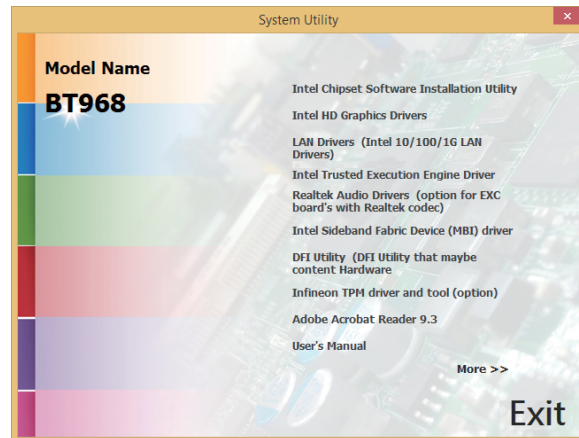 System Utility
Model Name
BT968
Intel Chipset Software Installation Utility
Intel HD Graphics Drivers
LAN Drivers (Intel 10/100/1G LAN
Drivers)
Intel Trusted Execution Engine Driver
Realtek Audio Drivers (option for EXC
board's with Realtek codec)
Intel Sideband Fabric Device (MBI) driver
DFI Utility (DFI Utility that maybe
content Hardware
Infineon TPM driver and tool (option)
Adobe Acrobat Reader 9.3
User's Manual
More >>
Exit